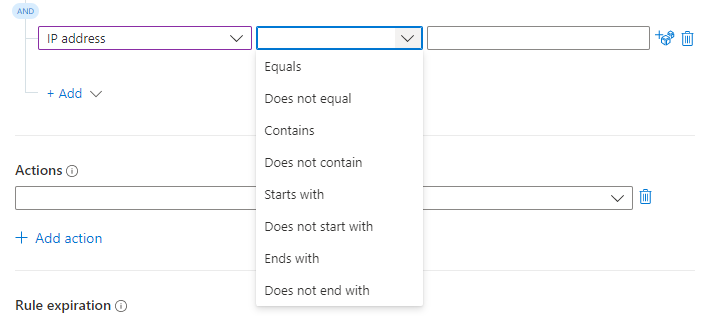 AND
IP address
Equals
Does not equal
Contains
Does not contain
Starts with
Does not start with
Ends with
Does not end with
+ Add
Actions
+ Add action
Rule expiration